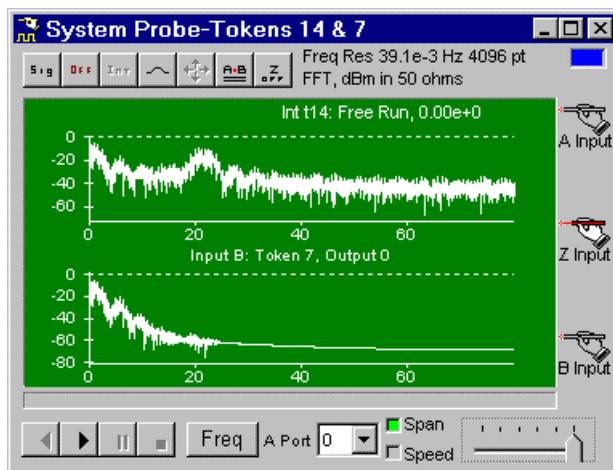 System Probe-Tokens 14 & 7
Sig OFF Int A•B Z OFF
Freq Res 39.1e-3 Hz 4096 pt
FFT, dBm in 50 ohms
Int t14: Free Run, 0.00e+0
0
-20
-40
-60
0 20 40 60
A Input
Input B: Token 7, Output 0
Z Input
0
-20
-40
-60
-80
0 20 40 60
B Input
Freq A Port 0
Span
Speed